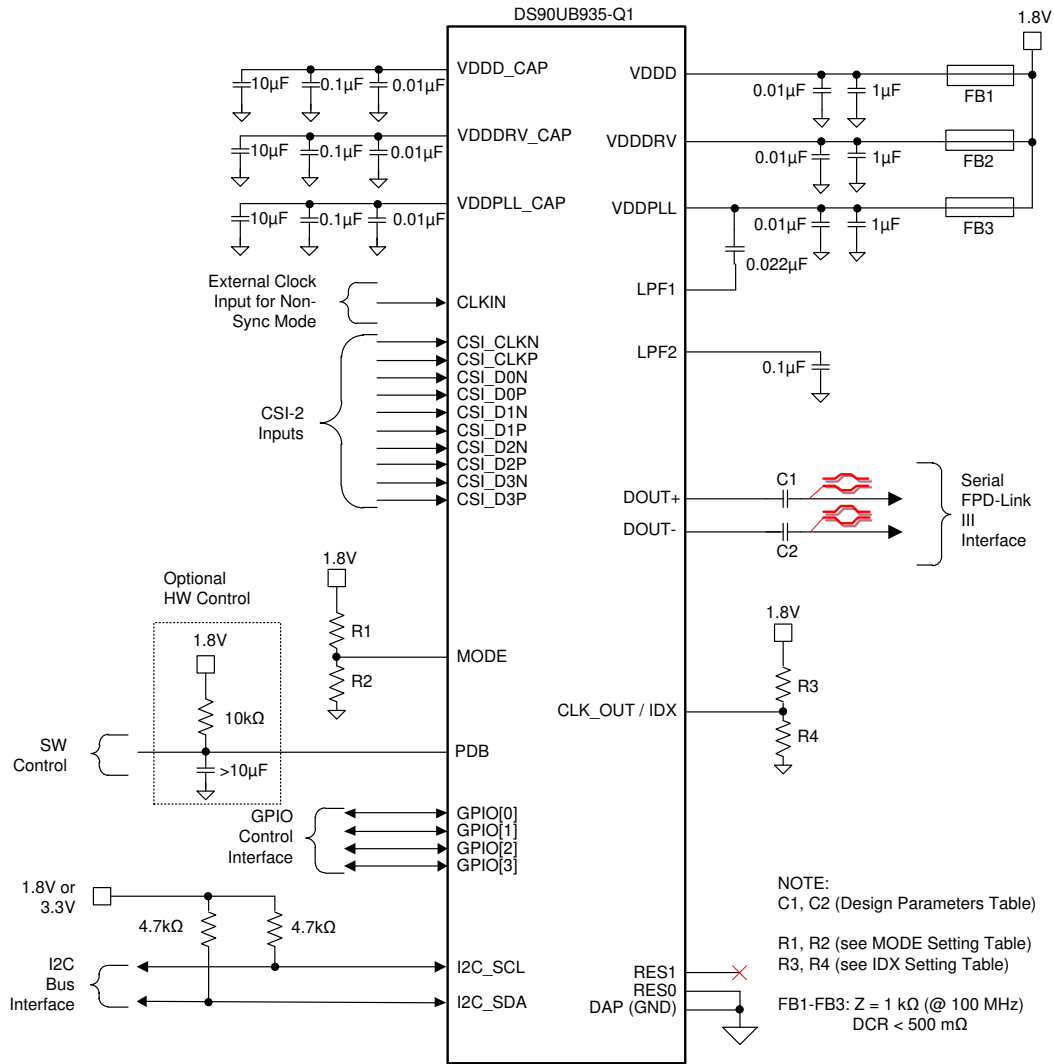 DS90UB935-Q1
1.8V
VDDD_CAP
10µF
0.1µF
0.01µF
VDDDRV_CAP
10µF
0.1µF
0.01µF
VDDPLL_CAP
10µF
0.1µF
0.01µF
External Clock
Input for Non-
Sync Mode
CLKIN
CSI-2
Inputs
CSI_CLKN
CSI_CLKP
CSI_D0N
CSI_D0P
CSI_D1N
CSI_D1P
CSI_D2N
CSI_D2P
CSI_D3N
CSI_D3P
1.8V
R1
R2
MODE
Optional
HW Control
1.8V
10kΩ
>10µF
SW
Control
PDB
GPIO
Control
Interface
GPIO[0]
GPIO[1]
GPIO[2]
GPIO[3]
1.8V or
3.3V
4.7kΩ
4.7kΩ
I2C
Bus
Interface
I2C_SCL
I2C_SDA
VDDD
0.01µF
1µF
FB1
VDDDRV
0.01µF
1µF
FB2
VDDPLL
0.01µF
1µF
FB3
0.022µF
LPF1
LPF2
0.1µF
DOUT+
C1
DOUT-
C2
Serial
FPD-Link
III
Interface
1.8V
R3
R4
CLK_OUT / IDX
RES1
RES0
DAP (GND)
NOTE:
C1, C2 (Design Parameters Table)
R1, R2 (see MODE Setting Table)
R3, R4 (see IDX Setting Table)
FB1-FB3: Z = 1 kΩ (@ 100 MHz)
DCR < 500 mΩ